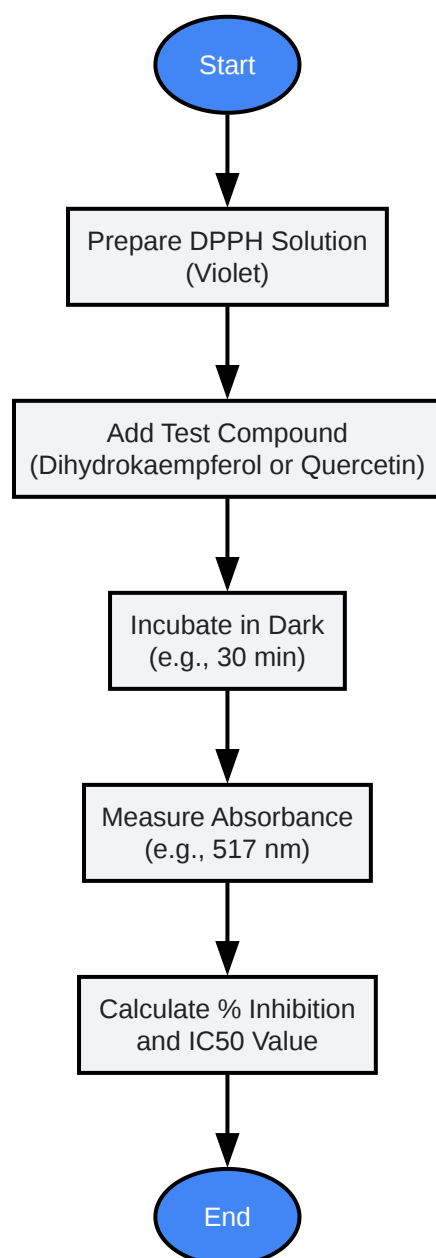 Start
Prepare DPPH Solution
(Violet)
Add Test Compound
(Dihydrokaempferol or Quercetin)
Incubate in Dark
(e.g., 30 min)
Measure Absorbance
(e.g., 517 nm)
Calculate % Inhibition
and IC50 Value
End